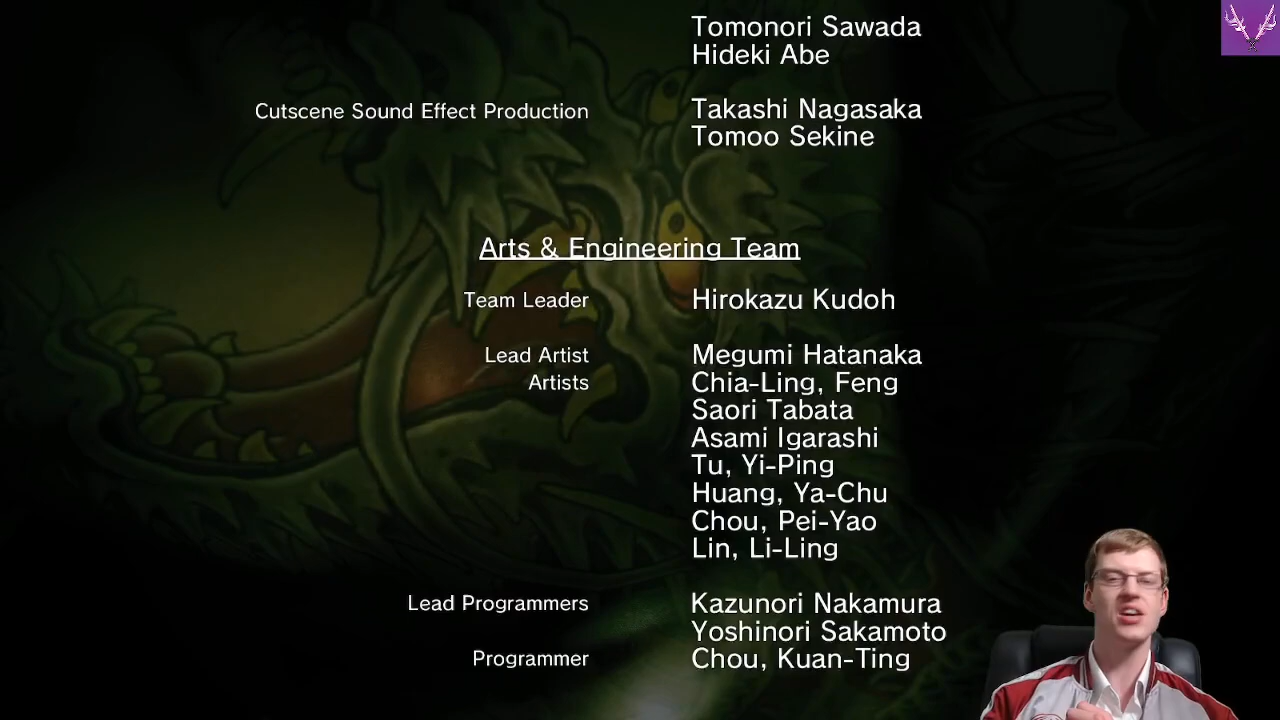 Tomonori Sawada
Hideki Abe
Cutscene Sound Effect Production Takashi Nagasaka
Tomoo Sekine
Arts & Engineering Team
Team Leader Hirokazu Kudoh
Lead Artist Megumi Hatanaka
Artists Chia-Ling, Feng
Saori Tabata
Asami Igarashi
Tu, Yi-Ping
Huang, Ya-Chu
Chou, Pei-Yao
Lin, Li-Ling
Lead Programmers Kazunori Nakamura
Yoshinori Sakamoto
Programmer Chou, Kuan-Ting